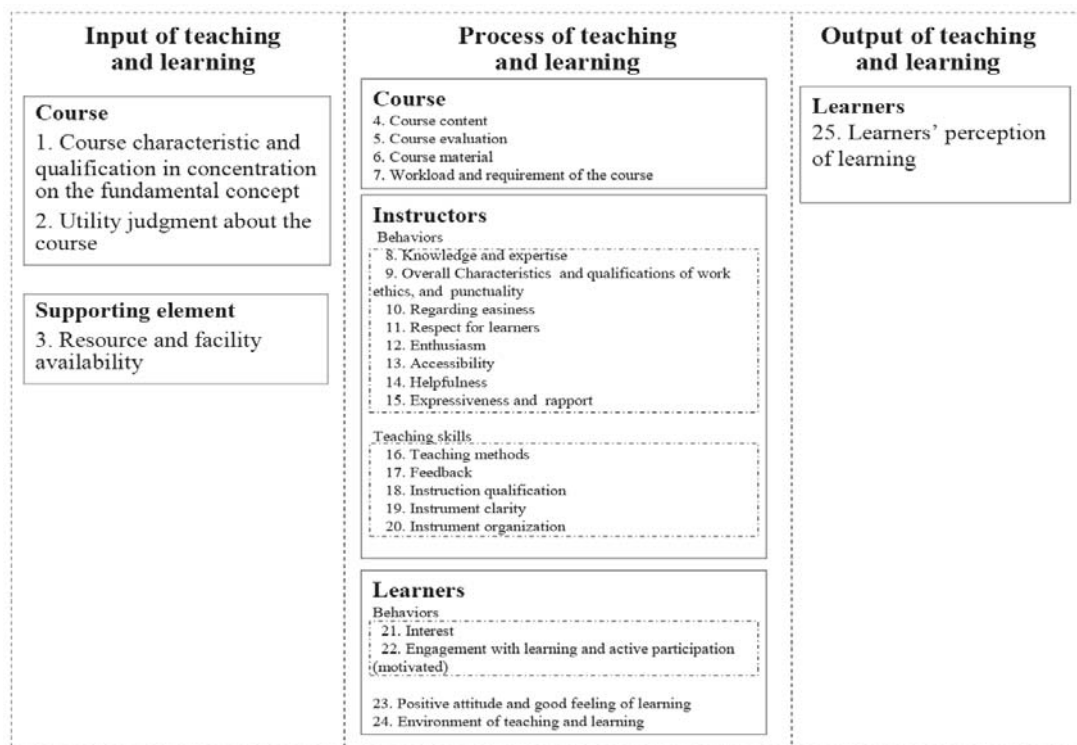 Input of teaching
and learning
Course
1. Course characteristic and
qualification in concentration
on the fundamental concept
2. Utility judgment about the
course
Supporting element
3. Resource and facility
availability
Process of teaching
and learning
Course
4. Course content
5. Course evaluation
6. Course material
7. Workload and requirement of the course
Instructors
Behaviors
8. Knowledge and expertise
9. Overall Characteristics and qualifications of work
ethics, and punctuality
10. Regarding easiness
11. Respect for learners
12. Enthusiasm
13. Accessibility
14. Helpfulness
15. Expressiveness and rapport
Teaching skills
16. Teaching methods
17. Feedback
18. Instruction qualification
19. Instrument clarity
20. Instrument organization
Learners
Behaviors
21. Interest
22. Engagement with learning and active participation
(motivated)
23. Positive attitude and good feeling of learning
24. Environment of teaching and learning
Output of teaching
and learning
Learners
25. Learners' perception
of learning